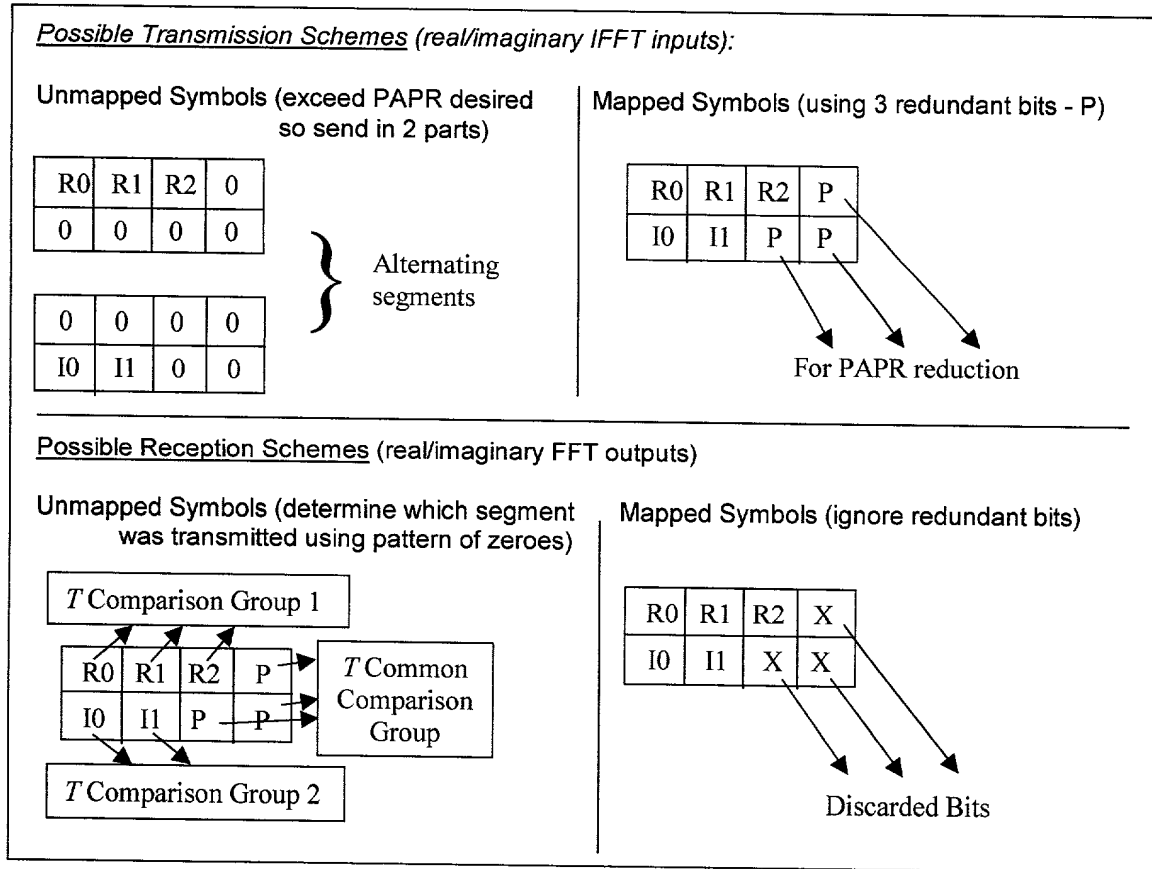 Possible Transmission Schemes (real/imaginary IFFT inputs):
Unmapped Symbols (exceed PAPR desired
so send in 2 parts)
R0 R1 R2 0
0 0 0 0
Alternating
segments
0 0 0 0
I0 I1 0 0
Mapped Symbols (using 3 redundant bits - P)
R0 R1 R2 P
I0 I1 P P
For PAPR reduction
Possible Reception Schemes (real/imaginary FFT outputs)
Unmapped Symbols (determine which segment
was transmitted using pattern of zeroes)
T Comparison Group 1
R0 R1 R2 P
I0 I1 P P
T Common
Comparison
Group
T Comparison Group 2
Mapped Symbols (ignore redundant bits)
R0 R1 R2 X
I0 I1 X X
Discarded Bits